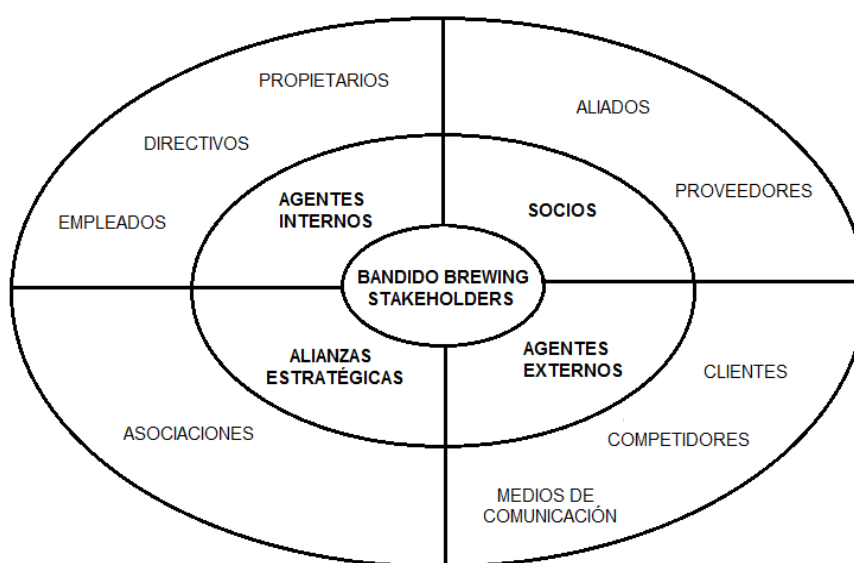 PROPIETARIOS
DIRECTIVOS
EMPLEADOS
ALIADOS
PROVEEDORES
AGENTES
INTERNOS
SOCIOS
BANDIDO BREWING
STAKEHOLDERS
ALIANZAS
ESTRATÉGICAS
AGENTES
EXTERNOS
ASOCIACIONES
CLIENTES
COMPETIDORES
MEDIOS DE
COMUNICACIÓN